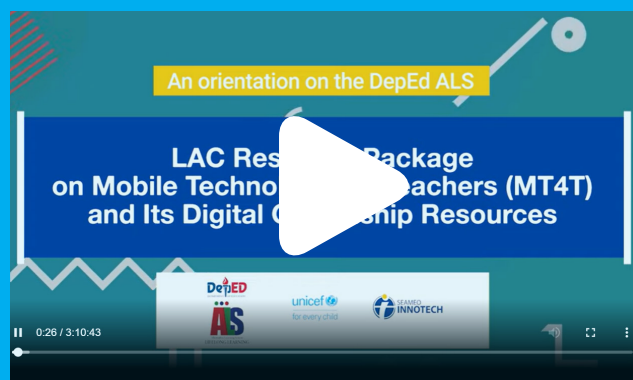 An orientation on the DepEd ALS
LAC Res Package
on Mobile Techno eachers (MT4T)
and Its Digital C ship Resources
DepED
ALS
unicef
for every child
SEAMEO
INNOTECH
0:26 / 3:10:43